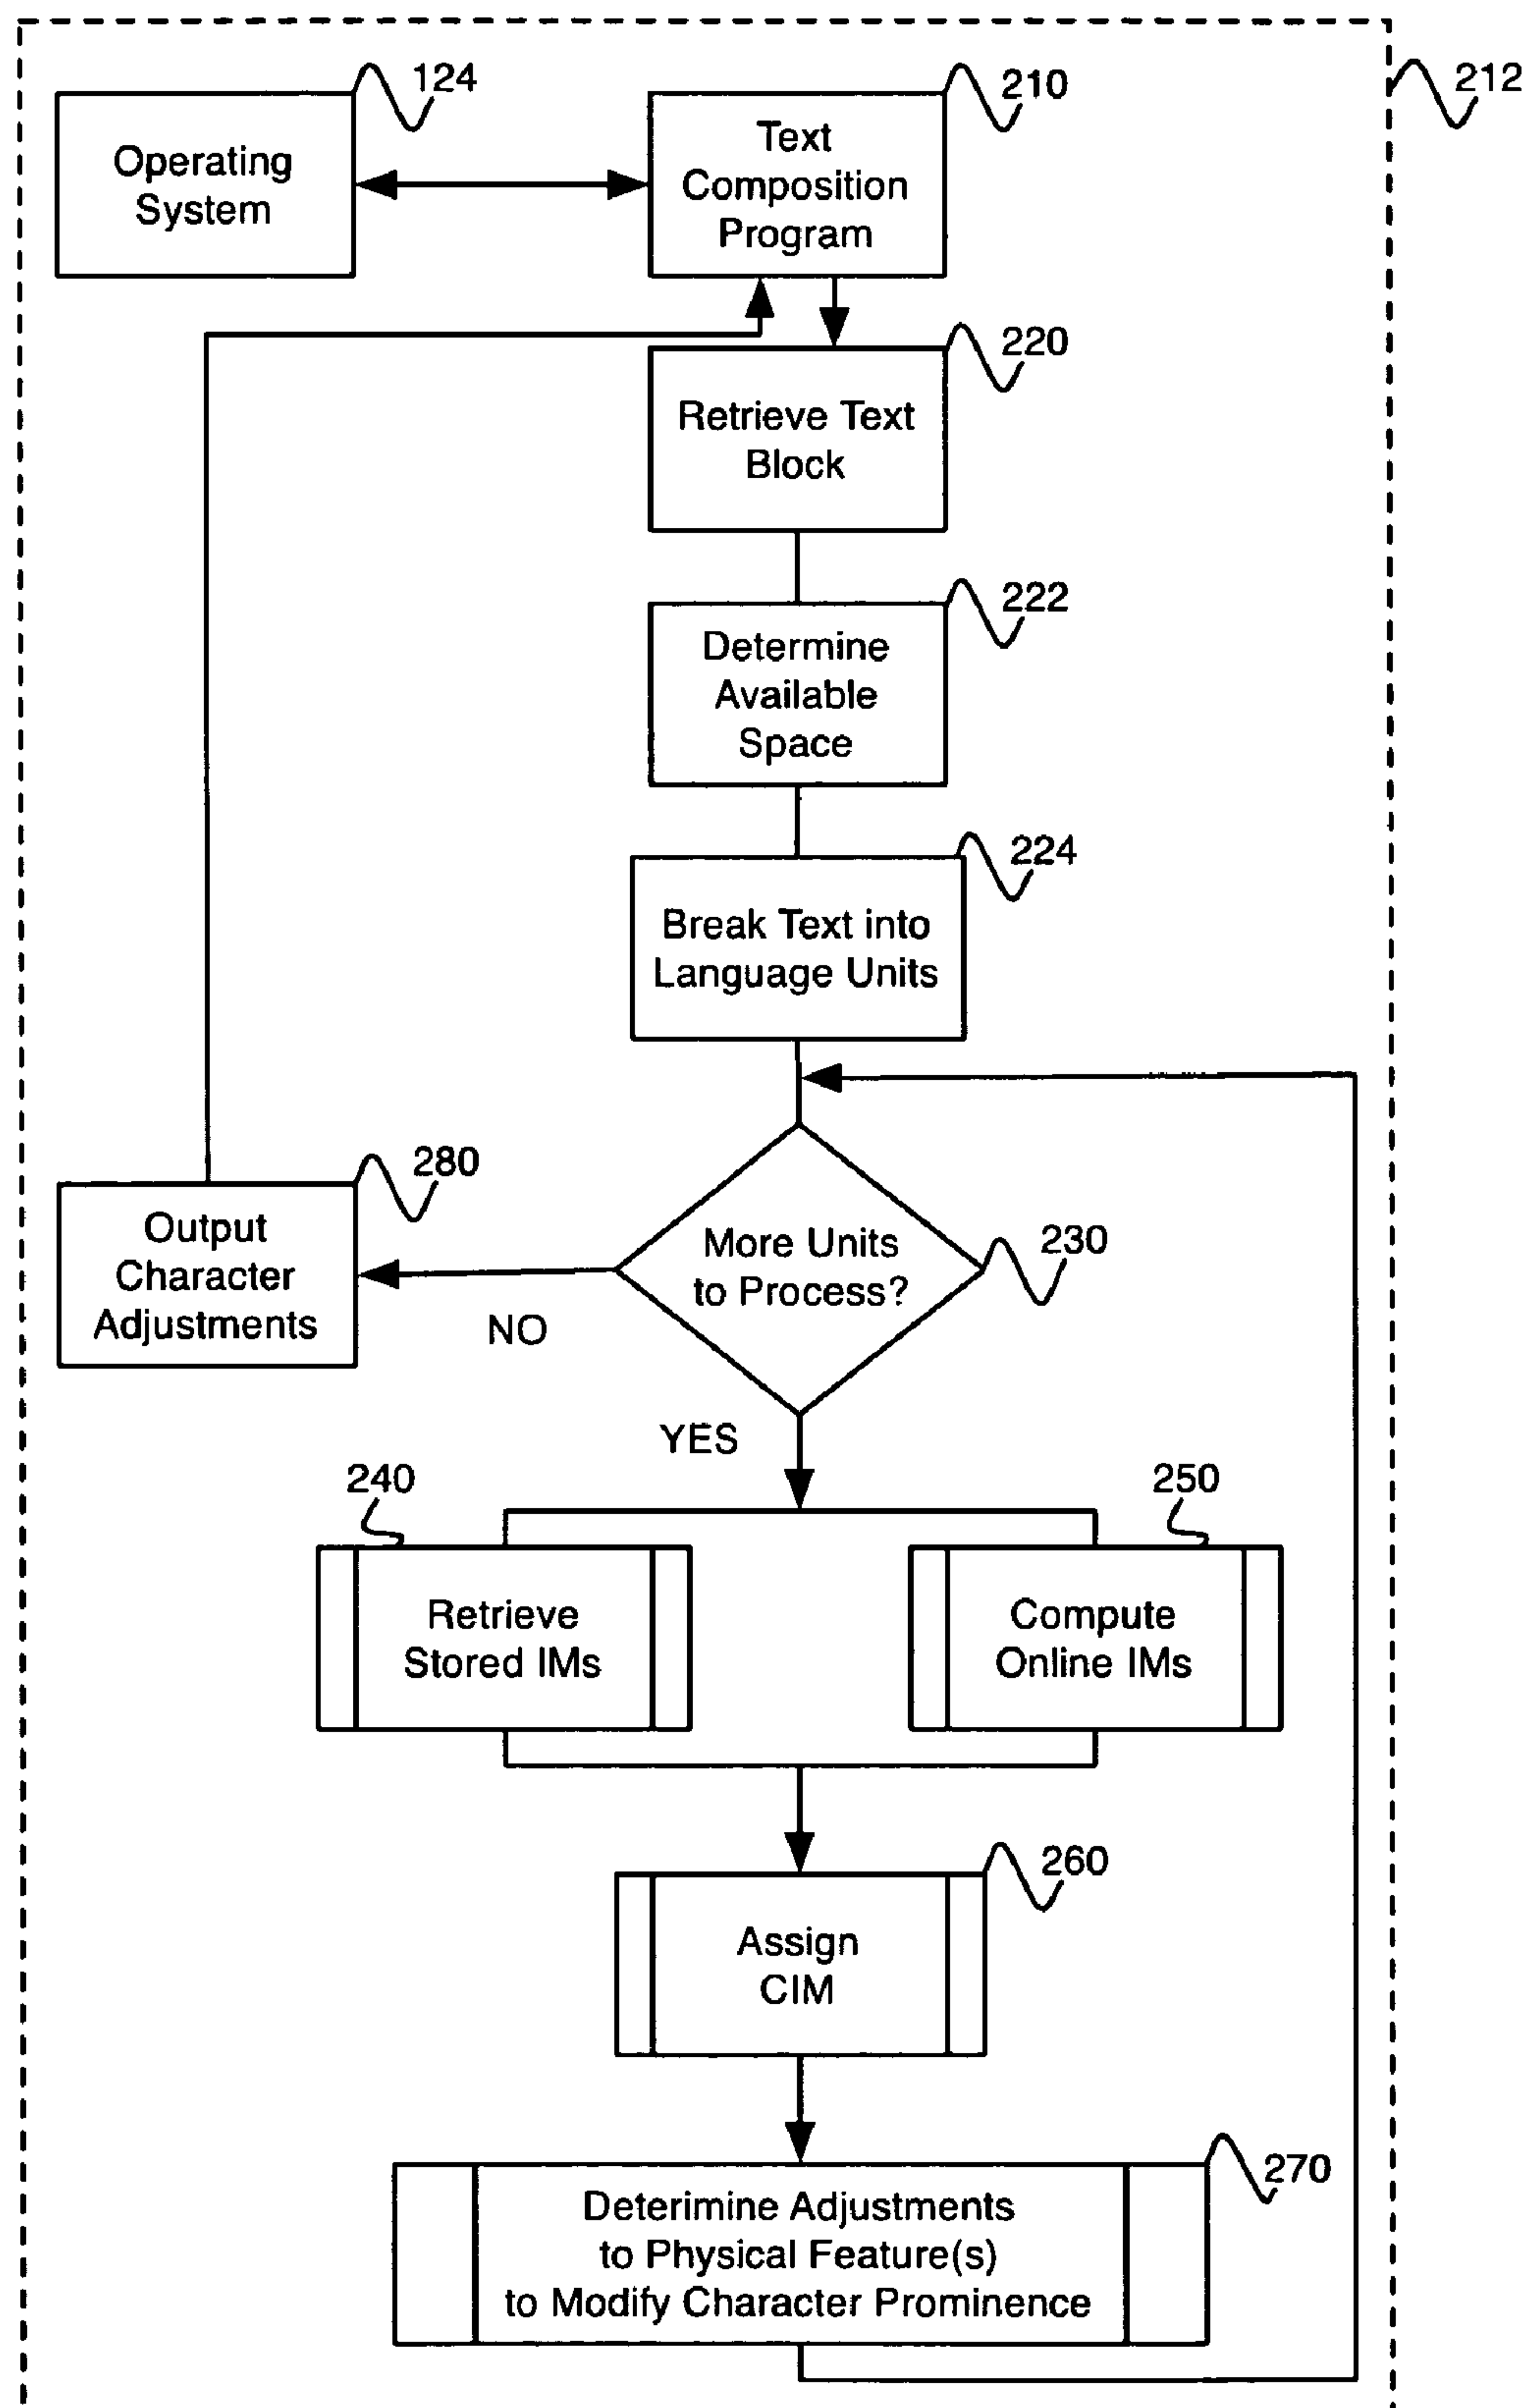 124
210
212
Operating
System
Text
Composition
Program
220
Retrieve Text
Block
222
Determine
Available
Space
224
Break Text into
Language Units
280
Output
Character
Adjustments
More Units
to Process?
230
NO
YES
240
250
Retrieve
Stored IMs
Compute
Online IMs
260
Assign
CIM
270
Deterimine Adjustments
to Physical Feature(s)
to Modify Character Prominence